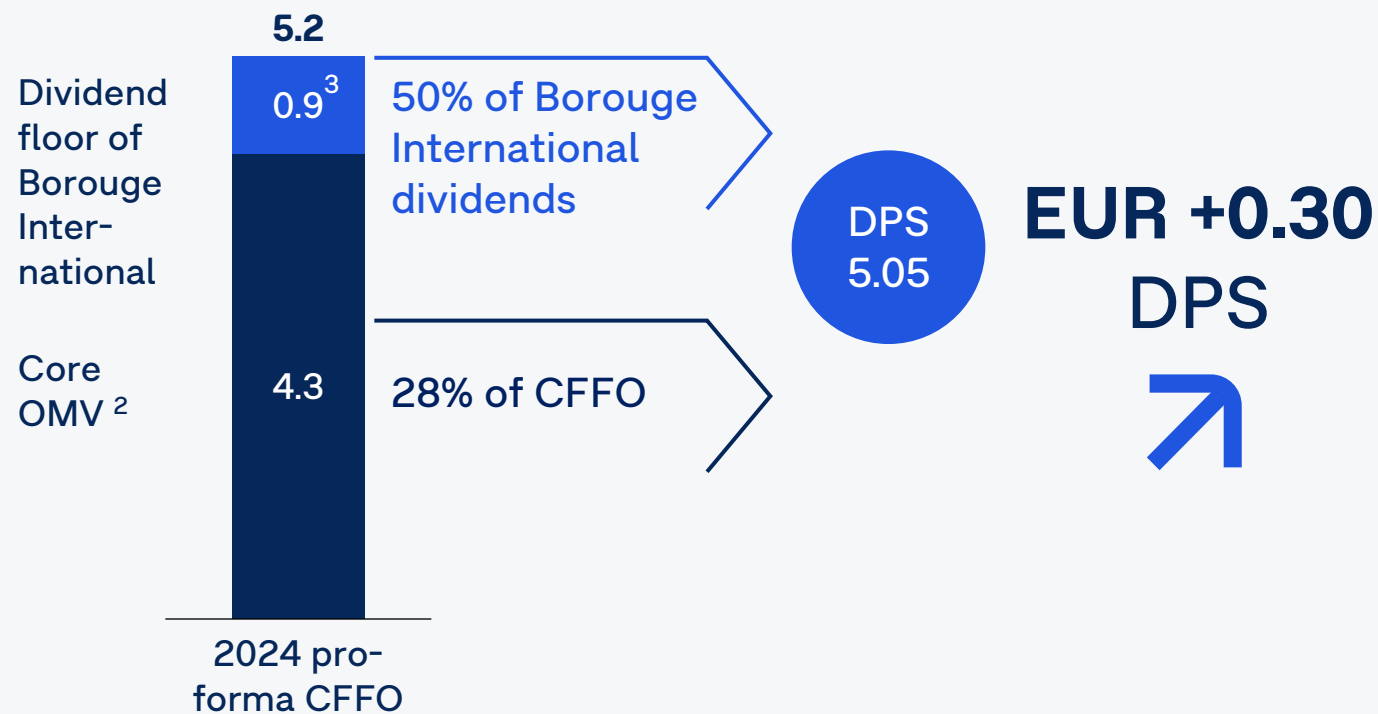 5.2
Dividend
floor of
Borouge
Inter-
national
0.9³
50% of Borouge
International
dividends
DPS
5.05
EUR +0.30
DPS
Core
OMV ²
4.3
28% of CFFO
2024 pro-
forma CFFO